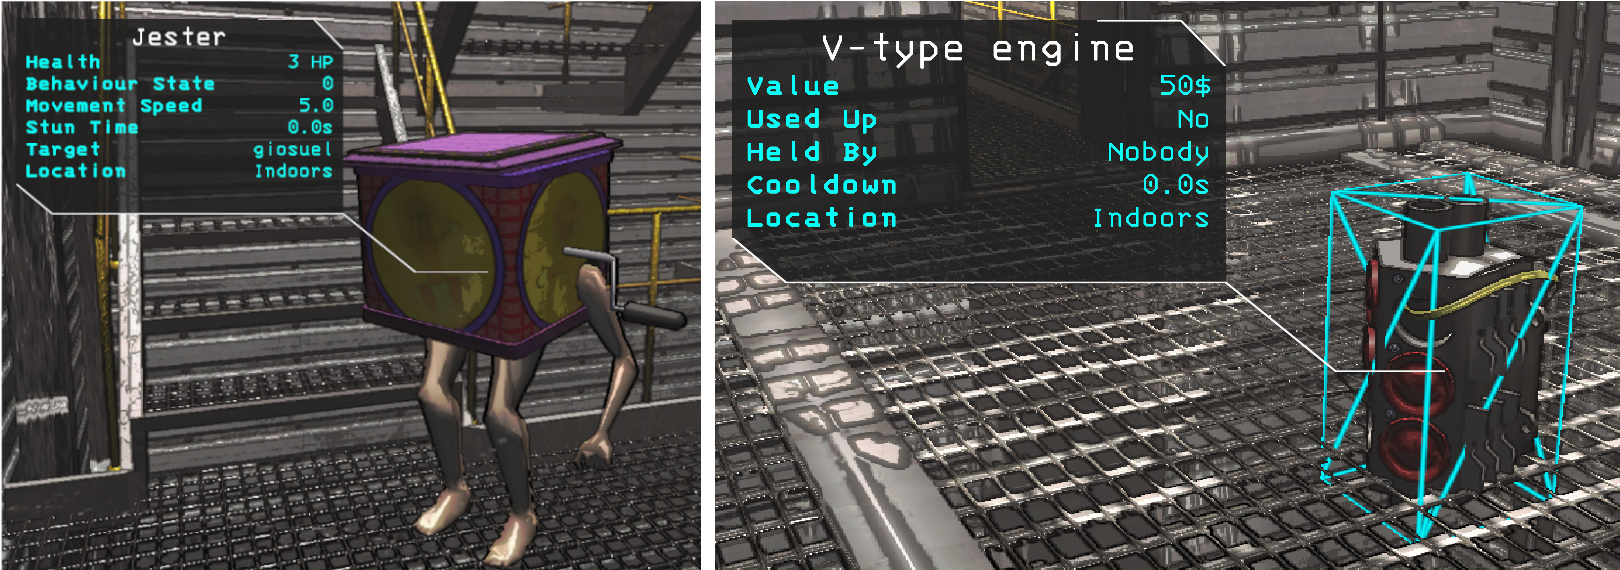 Jester
Health 3 HP
Behaviour State 0
Movement Speed 5.0
Stun Time 0.0s
Target giosuel
Location Indoors
V-type engine
Value 50$
Used Up No
Held By Nobody
Cooldown 0.0s
Location Indoors